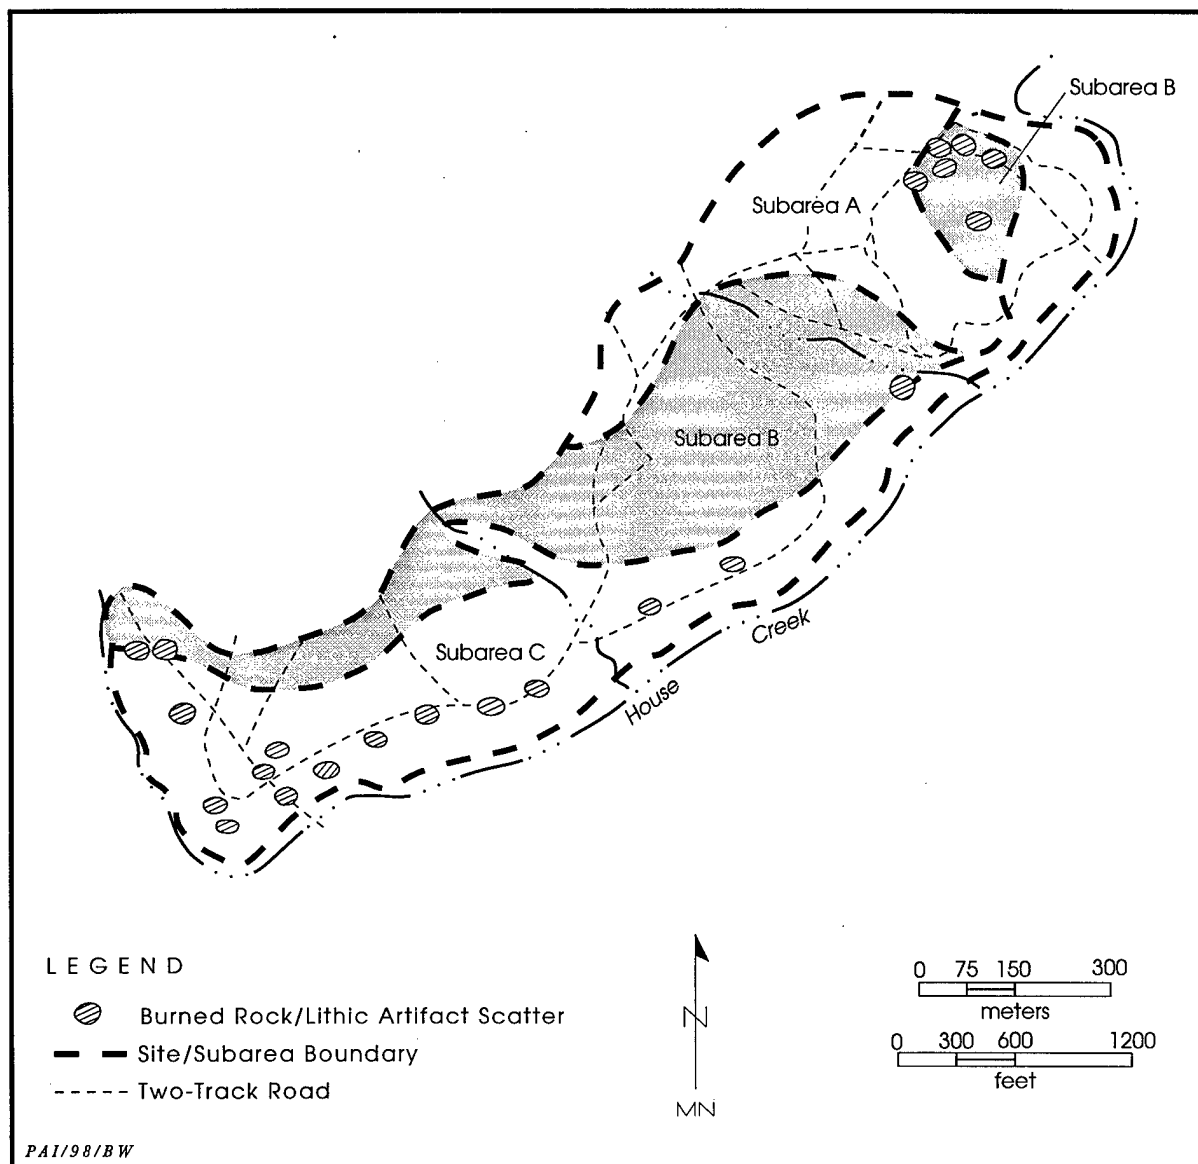 Subarea B
Subarea A
Subarea B
Creek
Subarea C
House
LEGEND
Burned Rock/Lithic Artifact Scatter
Site/Subarea Boundary
Two-Track Road
N
MN
0 75 150 300
meters
0 300 600 1200
feet
PAI/98/BW